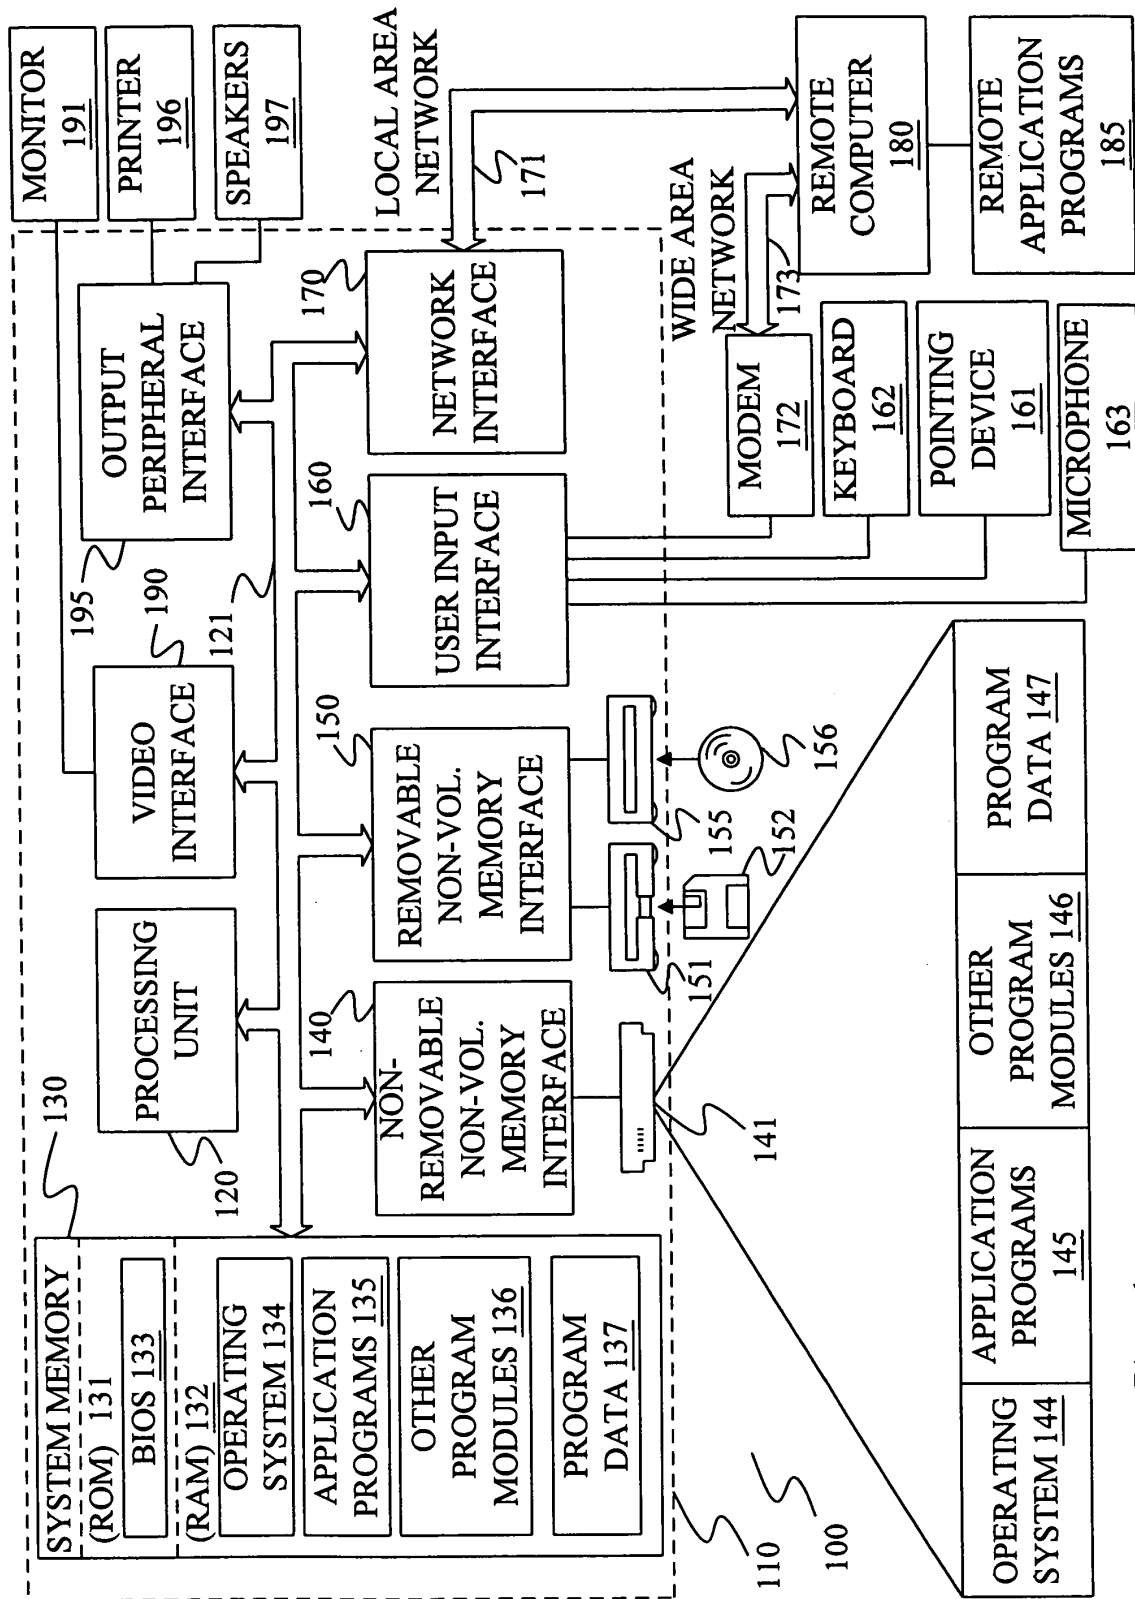 SYSTEM MEMORY
(ROM) 131
BIOS 133
(RAM) 132
OPERATING
SYSTEM 134
APPLICATION
PROGRAMS 135
OTHER
PROGRAM
MODULES 136
PROGRAM
DATA 137
130
PROCESSING
UNIT
120
VIDEO
INTERFACE
190
121
OUTPUT
PERIPHERAL
INTERFACE
195
MONITOR
191
PRINTER
196
SPEAKERS
197
NON-
REMOVABLE
NON-VOL.
MEMORY
INTERFACE
140
REMOVABLE
NON-VOL.
MEMORY
INTERFACE
150
USER INPUT
INTERFACE
160
NETWORK
INTERFACE
170
LOCAL AREA
NETWORK
171
141
151
152
155
156
WIDE AREA
NETWORK
173
MODEM
172
KEYBOARD
162
POINTING
DEVICE
161
MICROPHONE
163
REMOTE
COMPUTER
180
REMOTE
APPLICATION
PROGRAMS
185
110
100
OPERATING
SYSTEM 144
APPLICATION
PROGRAMS
145
OTHER
PROGRAM
MODULES 146
PROGRAM
DATA 147